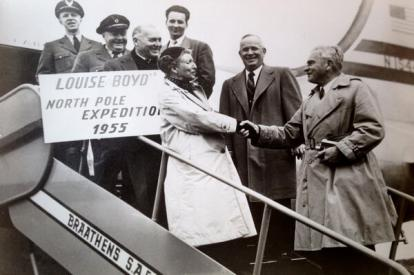 LOUISE BOYD'
NORTH POLE
EXPEDITION
1955
BRAATHENS S.A.F.